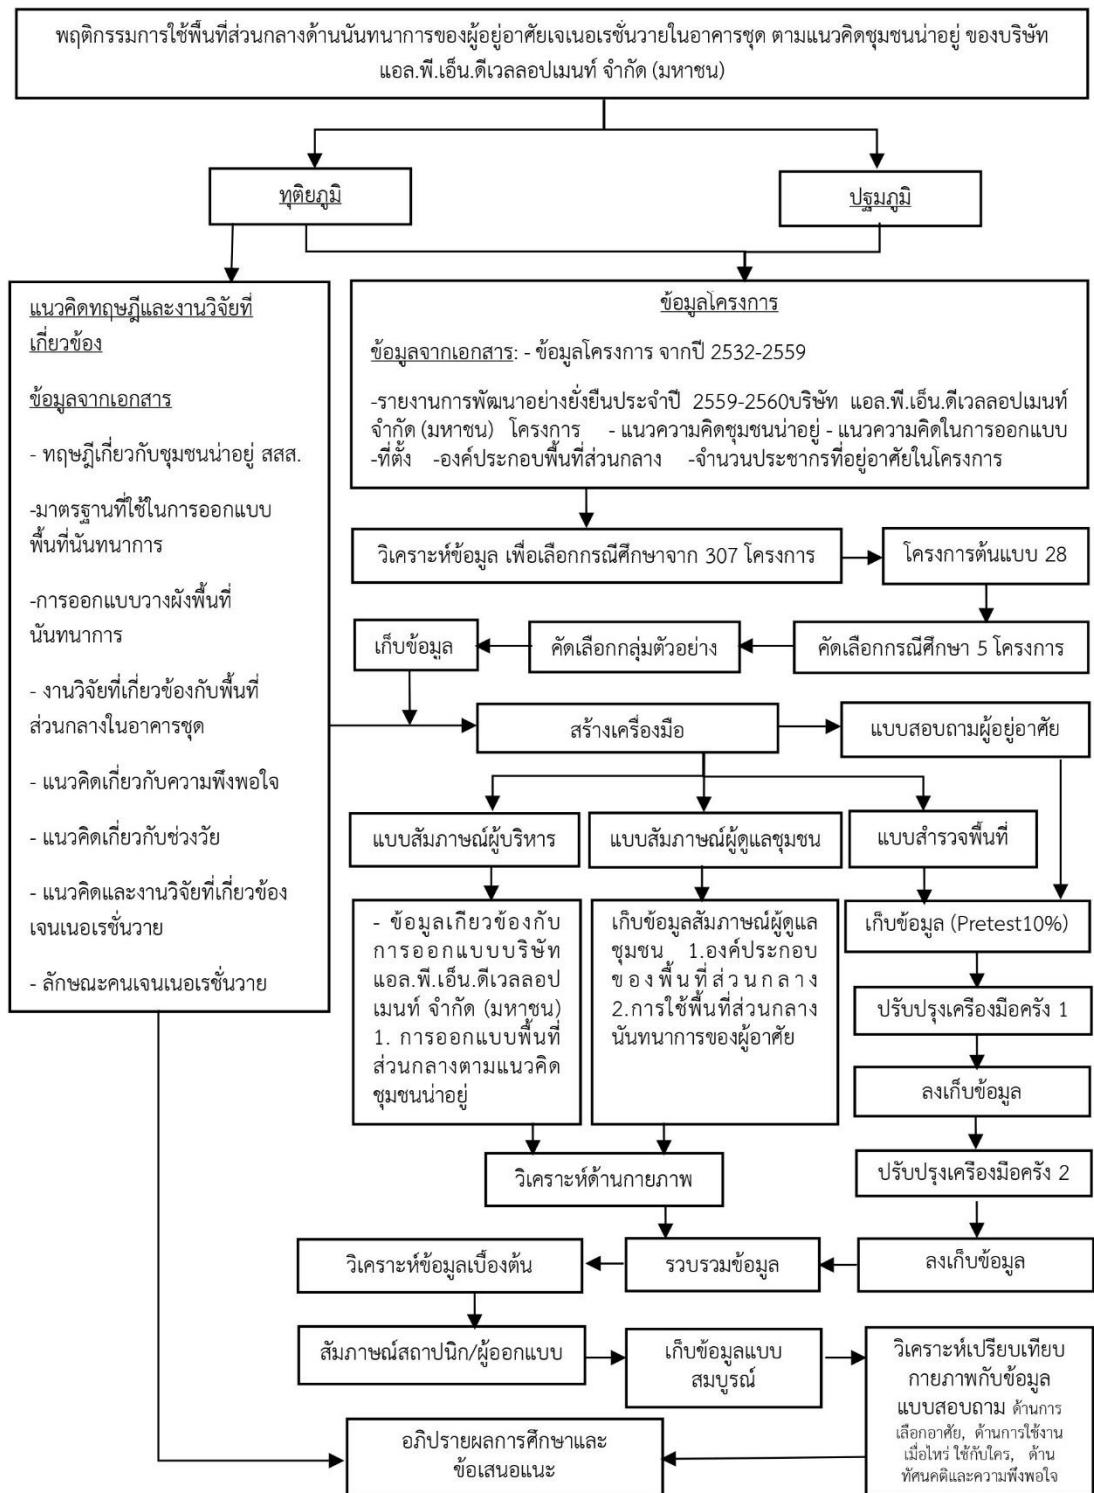 พฤติกรรมการใช้พื้นที่ส่วนกลางด้านนันทนาการของผู้อยู่อาศัยเจเนอเรชั่นวายในอาคารชุด ตามแนวคิดชุมชนน่าอยู่ ของบริษัท
แอล.พี.เอ็น.ดีเวลลอปเมนท์ จำกัด (มหาชน)
ทุติยภูมิ
ปฐมภูมิ
แนวคิดทฤษฎีและงานวิจัยที่
เกี่ยวข้อง
ข้อมูลจากเอกสาร
- ทฤษฎีเกี่ยวกับชุมชนน่าอยู่ สสส.
-มาตรฐานที่ใช้ในการออกแบบ
พื้นที่นันทนาการ
-การออกแบบวางผังพื้นที่
นันทนาการ
- งานวิจัยที่เกี่ยวข้องกับพื้นที่
ส่วนกลางในอาคารชุด
- แนวคิดเกี่ยวกับความพึงพอใจ
- แนวคิดเกี่ยวกับช่วงวัย
- แนวคิดและงานวิจัยที่เกี่ยวข้อง
เจนเนอเรชั่นวาย
- ลักษณะคนเจนเนอเรชั่นวาย
ข้อมูลโครงการ
ข้อมูลจากเอกสาร: - ข้อมูลโครงการ จากปี 2532-2559
-รายงานการพัฒนาอย่างยั่งยืนประจำปี 2559-2560บริษัท แอล.พี.เอ็น.ดีเวลลอปเมนท์
จำกัด (มหาชน) โครงการ - แนวความคิดชุมชนน่าอยู่ - แนวความคิดในการออกแบบ
-ที่ตั้ง -องค์ประกอบพื้นที่ส่วนกลาง -จำนวนประชากรที่อยู่อาศัยในโครงการ
วิเคราะห์ข้อมูล เพื่อเลือกกรณีศึกษาจาก 307 โครงการ
โครงการต้นแบบ 28
คัดเลือกกรณีศึกษา 5 โครงการ
คัดเลือกกลุ่มตัวอย่าง
เก็บข้อมูล
สร้างเครื่องมือ
แบบสอบถามผู้อยู่อาศัย
แบบสัมภาษณ์ผู้บริหาร
แบบสัมภาษณ์ผู้ดูแลชุมชน
แบบสำรวจพื้นที่
- ข้อมูลเกี่ยวข้องกับ
การออกแบบบริษัท
แอล.พี.เอ็น.ดีเวลลอป
เมนท์ จำกัด (มหาชน)
1. การออกแบบพื้นที่
ส่วนกลางตามแนวคิด
ชุมชนน่าอยู่
เก็บข้อมูลสัมภาษณ์ผู้ดูแล
ชุมชน 1.องค์ประกอบ
ของพื้นที่ส่วนกลาง
2.การใช้พื้นที่ส่วนกลาง
นันทนาการของผู้อาศัย
เก็บข้อมูล (Pretest10%)
ปรับปรุงเครื่องมือครั้ง 1
ลงเก็บข้อมูล
ปรับปรุงเครื่องมือครั้ง 2
ลงเก็บข้อมูล
วิเคราะห์ด้านกายภาพ
รวบรวมข้อมูล
วิเคราะห์ข้อมูลเบื้องต้น
สัมภาษณ์สถาปนิก/ผู้ออกแบบ
เก็บข้อมูลแบบ
สมบูรณ์
วิเคราะห์เปรียบเทียบ
กายภาพกับข้อมูล
แบบสอบถาม ด้านการ
เลือกอาศัย, ด้านการใช้งาน
เมื่อไหร่ ใช้กับใคร, ด้าน
ทัศนคติและความพึงพอใจ
อภิปรายผลการศึกษาและ
ข้อเสนอแนะ